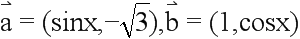 a⃑ = (sinx,−√3),b⃑ = (1,cosx)